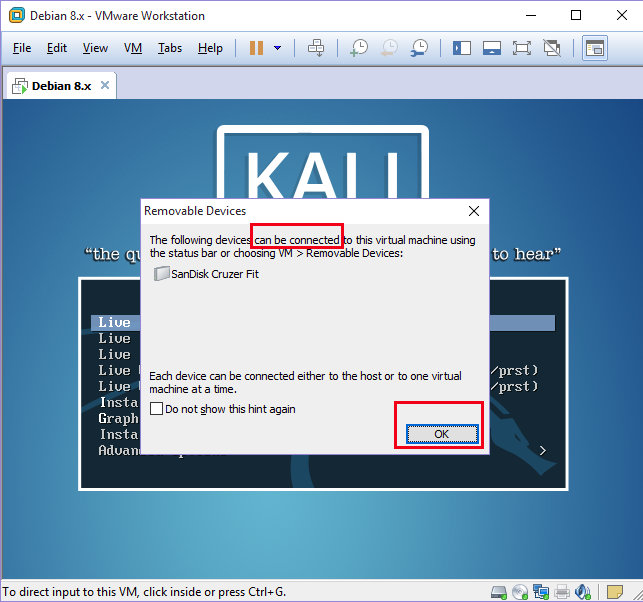 Debian 8.x - VMware Workstation
File Edit View VM Tabs Help
Debian 8.x
KALI
Removable Devices
The following devices can be connected to this virtual machine using
the status bar or choosing VM > Removable Devices:
"the qu
to hear"
SanDisk Cruzer Fit
Live
Live
Live
Live
/prst)
Live
/prst)
Each device can be connected either to the host or to one virtual
machine at a time.
Insta
Do not show this hint again
Graph
Insta
OK
Advan
To direct input to this VM, click inside or press Ctrl+G.